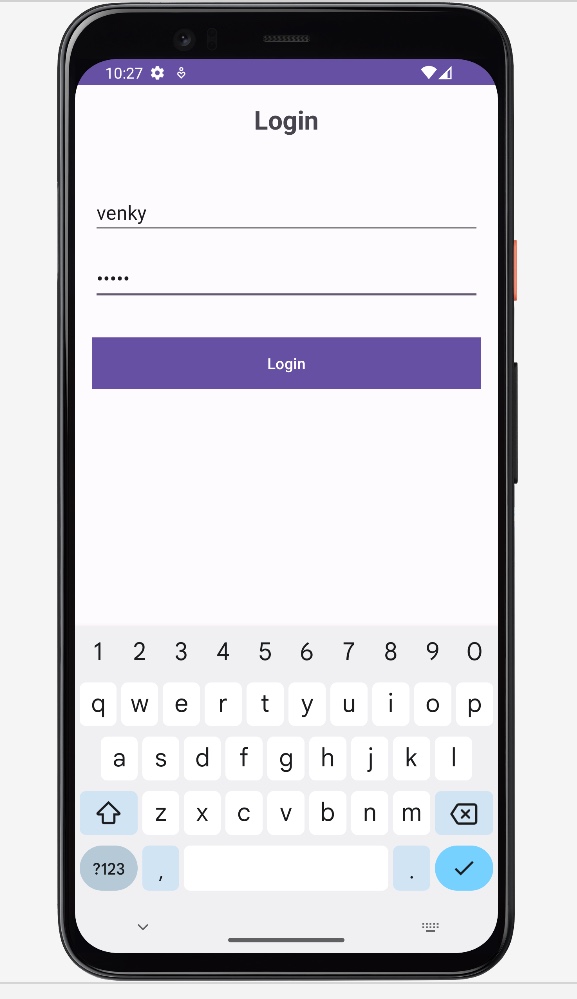 10:27
Login
venky
•••••
Login
1 2 3 4 5 6 7 8 9 0
q w e r t y u i o p
a s d f g h j k l
z x c v b n m
?123 , .